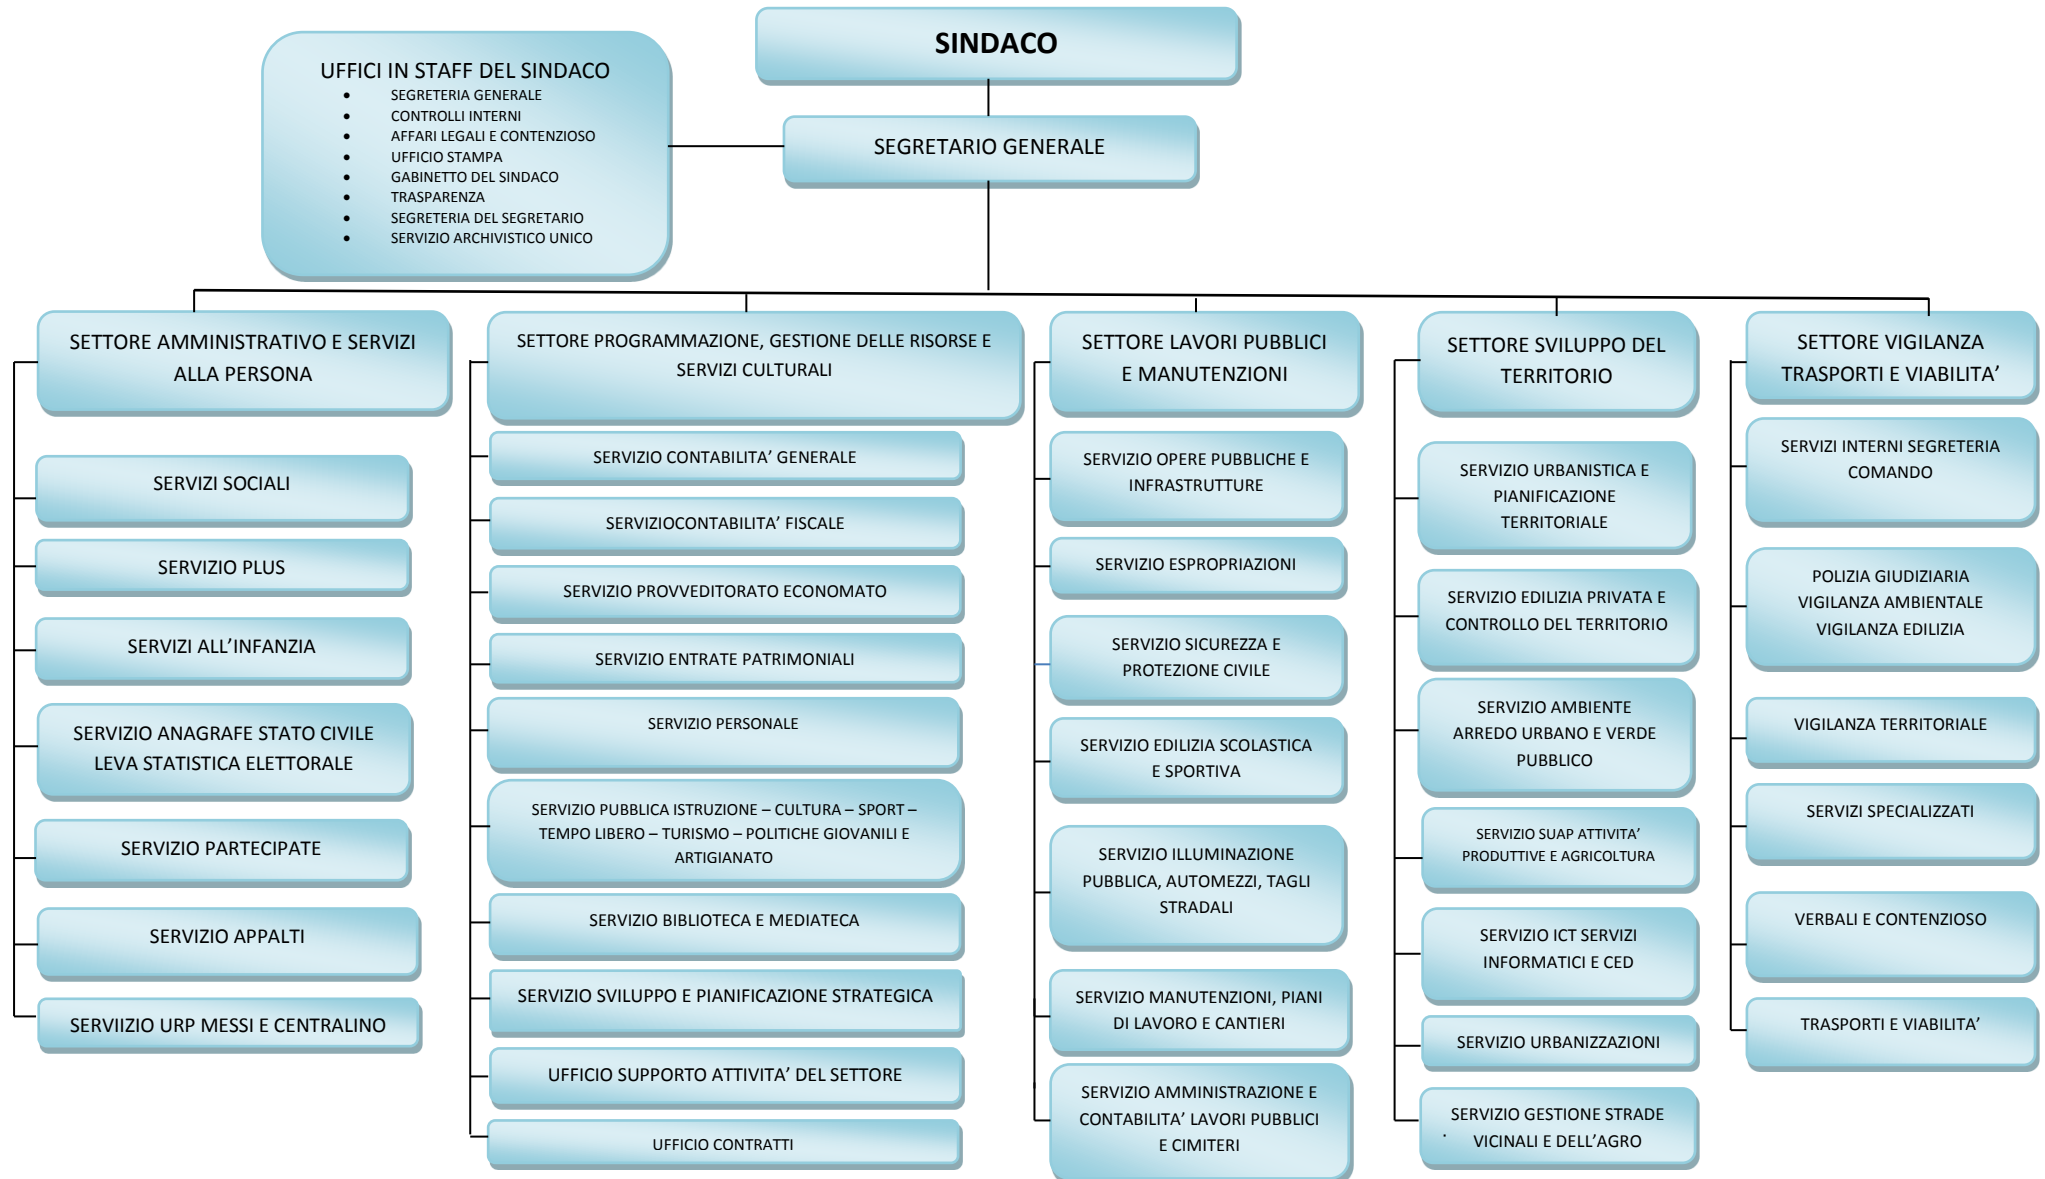 SINDACO
UFFICI IN STAFF DEL SINDACO
• SEGRETERIA GENERALE
• CONTROLLI INTERNI
• AFFARI LEGALI E CONTENZIOSO
• UFFICIO STAMPA
• GABINETTO DEL SINDACO
• TRASPARENZA
• SEGRETERIA DEL SEGRETARIO
• SERVIZIO ARCHIVISTICO UNICO
SEGRETARIO GENERALE
SETTORE AMMINISTRATIVO E SERVIZI
ALLA PERSONA
SERVIZI SOCIALI
SERVIZIO PLUS
SERVIZI ALL’INFANZIA
SERVIZIO ANAGRAFE STATO CIVILE
LEVA STATISTICA ELETTORALE
SERVIZIO PARTECIPATE
SERVIZIO APPALTI
SERVIIZIO URP MESSI E CENTRALINO
SETTORE PROGRAMMAZIONE, GESTIONE DELLE RISORSE E
SERVIZI CULTURALI
SERVIZIO CONTABILITA’ GENERALE
SERVIZIOCONTABILITA’ FISCALE
SERVIZIO PROVVEDITORATO ECONOMATO
SERVIZIO ENTRATE PATRIMONIALI
SERVIZIO PERSONALE
SERVIZIO PUBBLICA ISTRUZIONE – CULTURA – SPORT –
TEMPO LIBERO – TURISMO – POLITICHE GIOVANILI E
ARTIGIANATO
SERVIZIO BIBLIOTECA E MEDIATECA
SERVIZIO SVILUPPO E PIANIFICAZIONE STRATEGICA
UFFICIO SUPPORTO ATTIVITA’ DEL SETTORE
UFFICIO CONTRATTI
SETTORE LAVORI PUBBLICI
E MANUTENZIONI
SERVIZIO OPERE PUBBLICHE E
INFRASTRUTTURE
SERVIZIO ESPROPRIAZIONI
SERVIZIO SICUREZZA E
PROTEZIONE CIVILE
SERVIZIO EDILIZIA SCOLASTICA
E SPORTIVA
SERVIZIO ILLUMINAZIONE
PUBBLICA, AUTOMEZZI, TAGLI
STRADALI
SERVIZIO MANUTENZIONI, PIANI
DI LAVORO E CANTIERI
SERVIZIO AMMINISTRAZIONE E
CONTABILITA’ LAVORI PUBBLICI
E CIMITERI
SETTORE SVILUPPO DEL
TERRITORIO
SERVIZIO URBANISTICA E
PIANIFICAZIONE
TERRITORIALE
SERVIZIO EDILIZIA PRIVATA E
CONTROLLO DEL TERRITORIO
SERVIZIO AMBIENTE
ARREDO URBANO E VERDE
PUBBLICO
SERVIZIO SUAP ATTIVITA’
PRODUTTIVE E AGRICOLTURA
SERVIZIO ICT SERVIZI
INFORMATICI E CED
SERVIZIO URBANIZZAZIONI
SERVIZIO GESTIONE STRADE
. VICINALI E DELL’AGRO
SETTORE VIGILANZA
TRASPORTI E VIABILITA’
SERVIZI INTERNI SEGRETERIA
COMANDO
POLIZIA GIUDIZIARIA
VIGILANZA AMBIENTALE
VIGILANZA EDILIZIA
VIGILANZA TERRITORIALE
SERVIZI SPECIALIZZATI
VERBALI E CONTENZIOSO
TRASPORTI E VIABILITA’